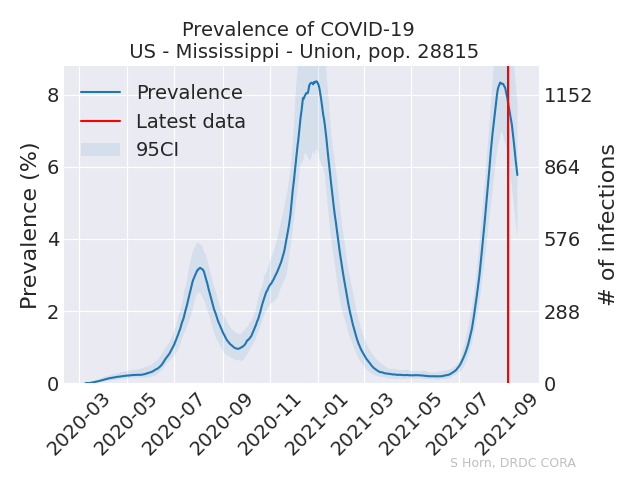 Prevalence of COVID-19
US - Mississippi - Union, pop. 28815
Prevalence
Latest data
95CI
Prevalence (%)
8
6
4
2
0
1152
864
576
288
0
# of infections
2020-03
2020-05
2020-07
2020-09
2020-11
2021-01
2021-03
2021-05
2021-07
2021-09
S Horn, DRDC CORA